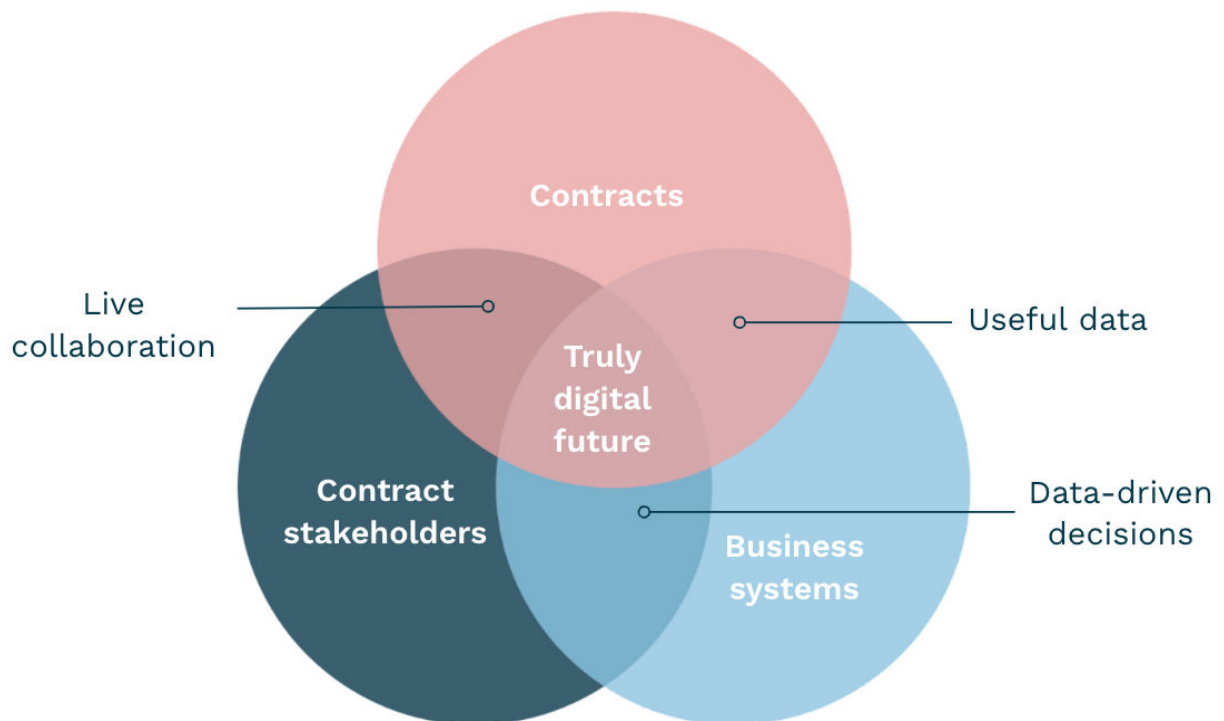 Contracts
Live
collaboration
Useful data
Truly
digital
future
Contract
stakeholders
Data-driven
decisions
Business
systems